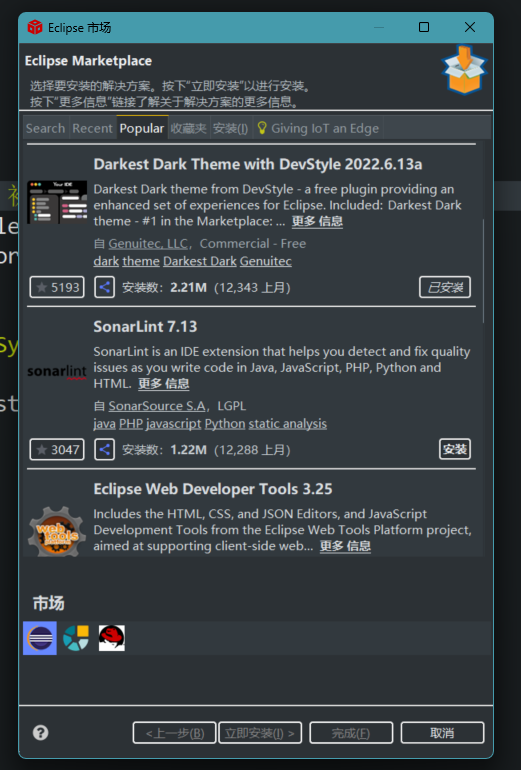 Eclipse 市场
Eclipse Marketplace
选择要安装的解决方案。按下"立即安装"以进行安装。
按下"更多信息"链接了解关于解决方案的更多信息。
Search Recent Popular 收藏夹 安装(I) Giving IoT an Edge
Darkest Dark Theme with DevStyle 2022.6.13a
Your IDE
Darkest Dark theme from DevStyle - a free plugin providing an
enhanced set of experiences for Eclipse. Included: Darkest Dark
theme - #1 in the Marketplace: ... 更多 信息
自 Genuitec, LLC, Commercial - Free
dark theme Darkest Dark Genuitec
5193 安装数: 2.21M (12,343 上月) 已安装
SonarLint 7.13
SonarLint is an IDE extension that helps you detect and fix quality
issues as you write code in Java, JavaScript, PHP, Python and
HTML. 更多 信息
sonarlint
自 SonarSource S.A, LGPL
java PHP javascript Python static analysis
3047 安装数: 1.22M (12,288 上月) 安装
Eclipse Web Developer Tools 3.25
Includes the HTML, CSS, and JSON Editors, and JavaScript
Development Tools from the Eclipse Web Tools Platform project,
aimed at supporting client-side web... 更多 信息
web
tools
市场
<上一步(B) 立即安装(I) > 完成(F) 取消